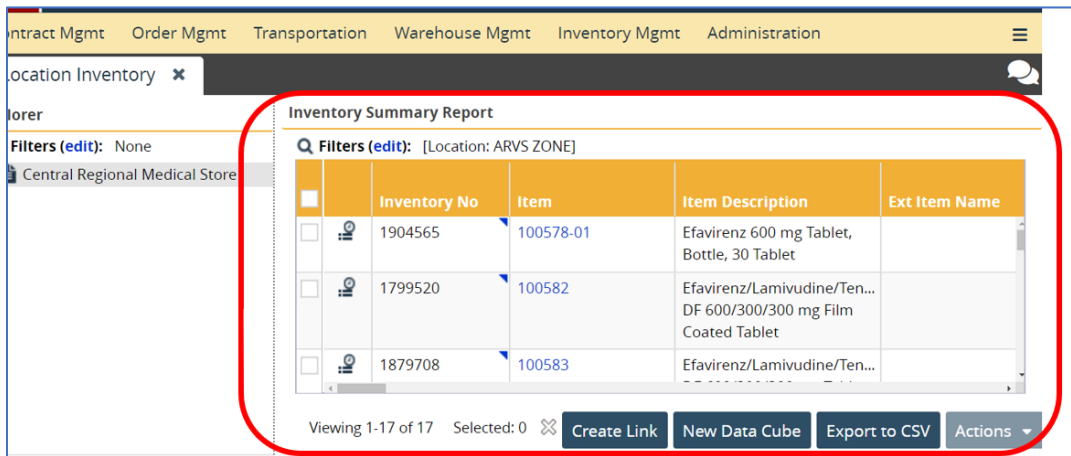 ontract Mgmt Order Mgmt Transportation Warehouse Mgmt Inventory Mgmt Administration
Location Inventory
lorer
Inventory Summary Report
Filters (edit): None
Filters (edit): [Location: ARVS ZONE]
Central Regional Medical Store
Inventory No Item Item Description Ext Item Name
1904565 100578-01 Efavirenz 600 mg Tablet,
Bottle, 30 Tablet
1799520 100582 Efavirenz/Lamivudine/Ten...
DF 600/300/300 mg Film
Coated Tablet
1879708 100583 Efavirenz/Lamivudine/Ten...
Viewing 1-17 of 17 Selected: 0 Create Link New Data Cube Export to CSV Actions